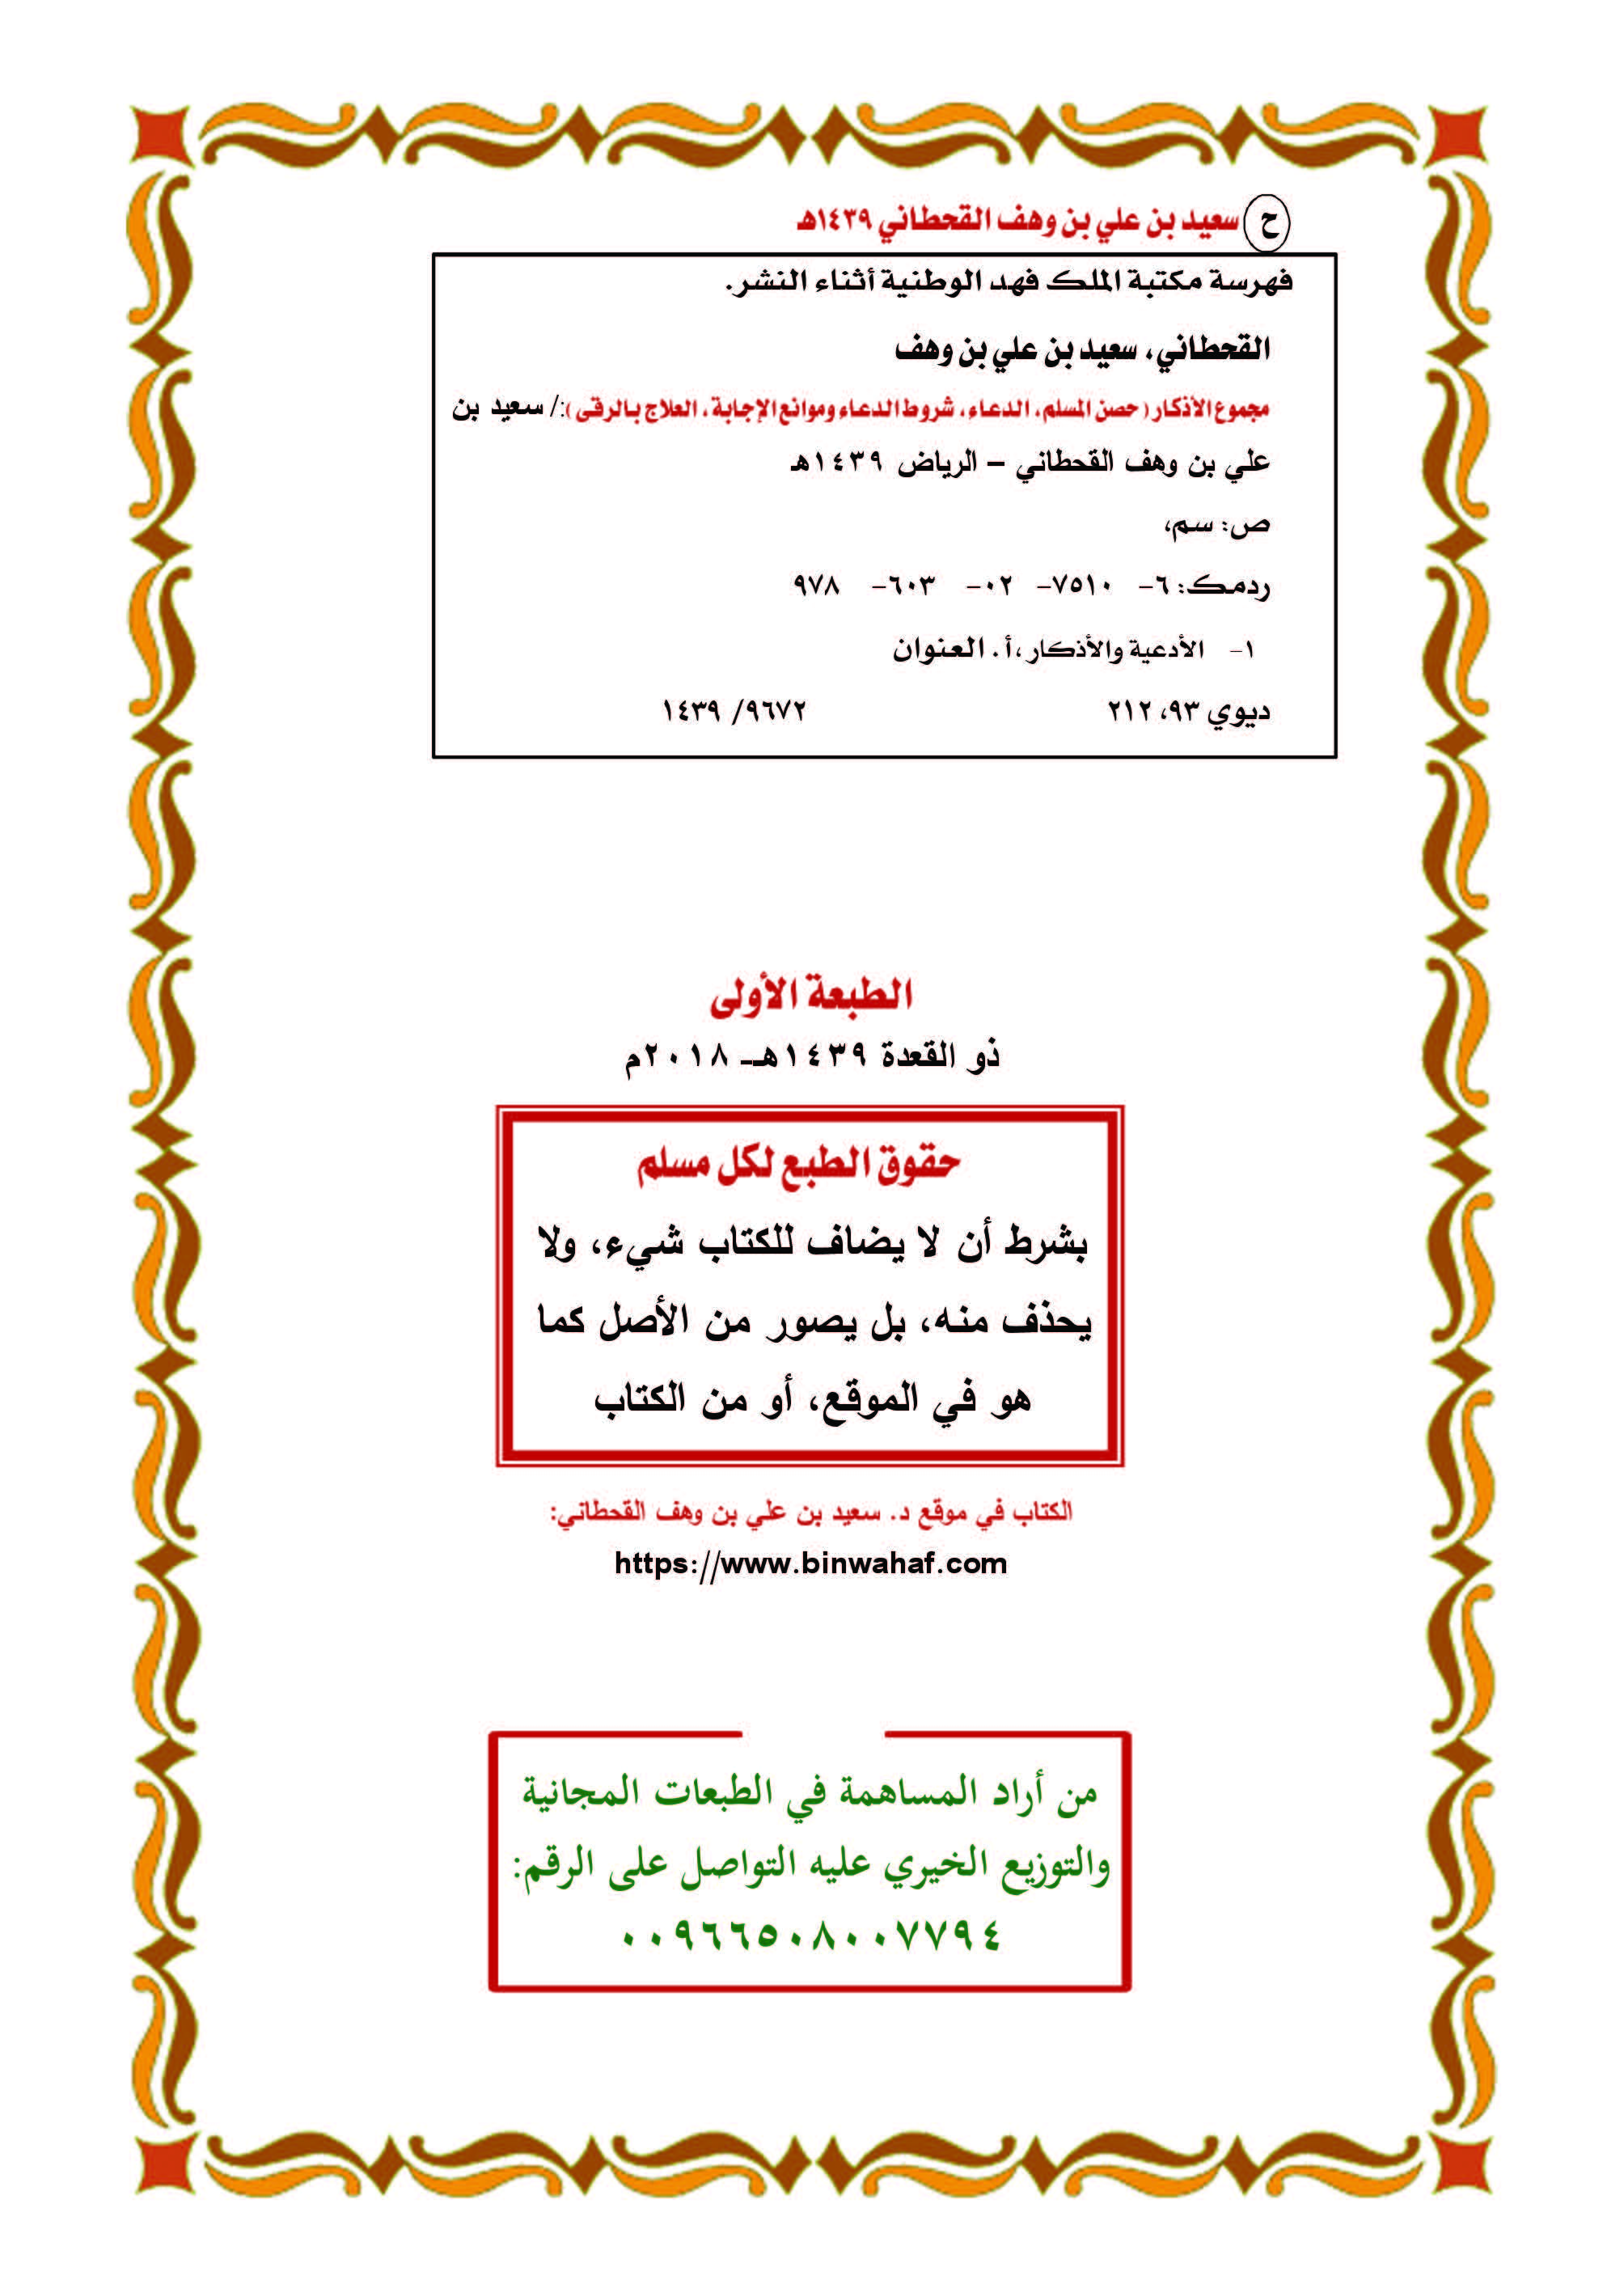 ح سعيد بن علي بن وهف القحطاني ١٤٣٩هـ
فهرسة مكتبة الملك فهد الوطنية أثناء النشر.
القحطاني، سعيد بن علي بن وهف
مجموع الأذكار ( حصن المسلم، الدعاء، شروط الدعاء وموانع الإجابة، العلاج بالرقى ):/ سعيد بن
علي بن وهف القحطاني – الرياض ١٤٣٩هـ
ص: سم،
ردمك: ٦- ٧٥١٠- ٠٢- ٦٠٣- ٩٧٨
١- الأدعية والأذكار ،أ. العنوان
ديوي ٩٣، ٢١٢ ٩٦٧٢/ ١٤٣٩
الطبعة الأولى
ذو القعدة ١٤٣٩هـ- ٢٠١٨م
حقوق الطبع لكل مسلم
بشرط أن لا يضاف للكتاب شيء، ولا
يحذف منه، بل يصور من الأصل كما
هو في الموقع، أو من الكتاب
الكتاب في موقع د. سعيد بن علي بن وهف القحطاني:
https://www.binwahaf.com
من أراد المساهمة في الطبعات المجانية
والتوزيع الخيري عليه التواصل على الرقم:
٠٠٩٦٦٥٠٨٠٠٧٧٩٤